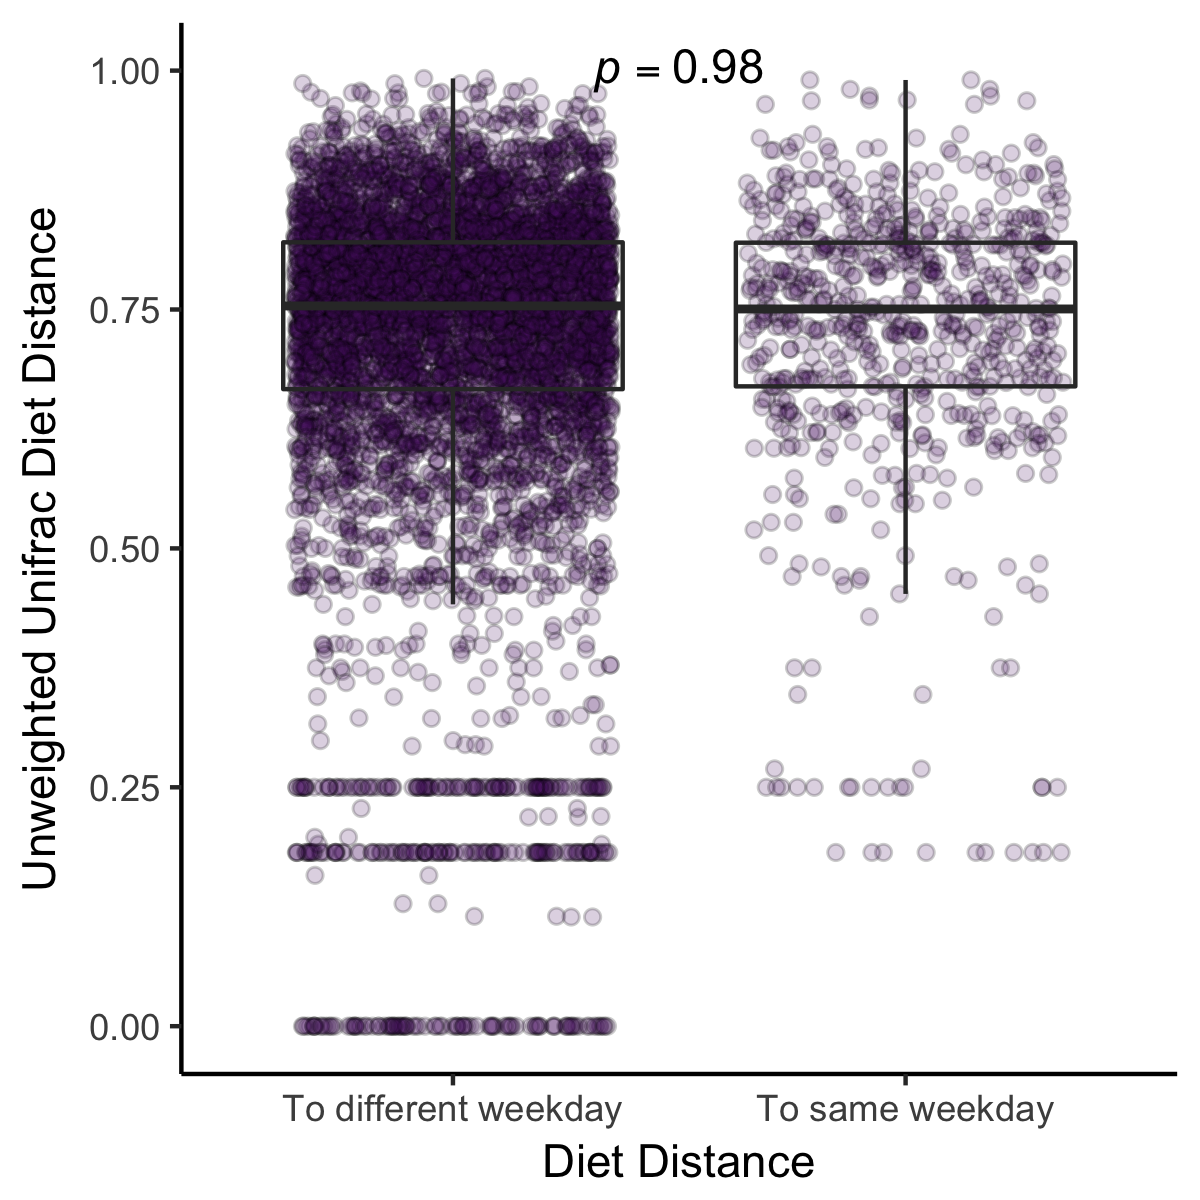 p = 0.98
Unweighted Unifrac Diet Distance
1.00
0.75
0.50
0.25
0.00
To different weekday
To same weekday
Diet Distance